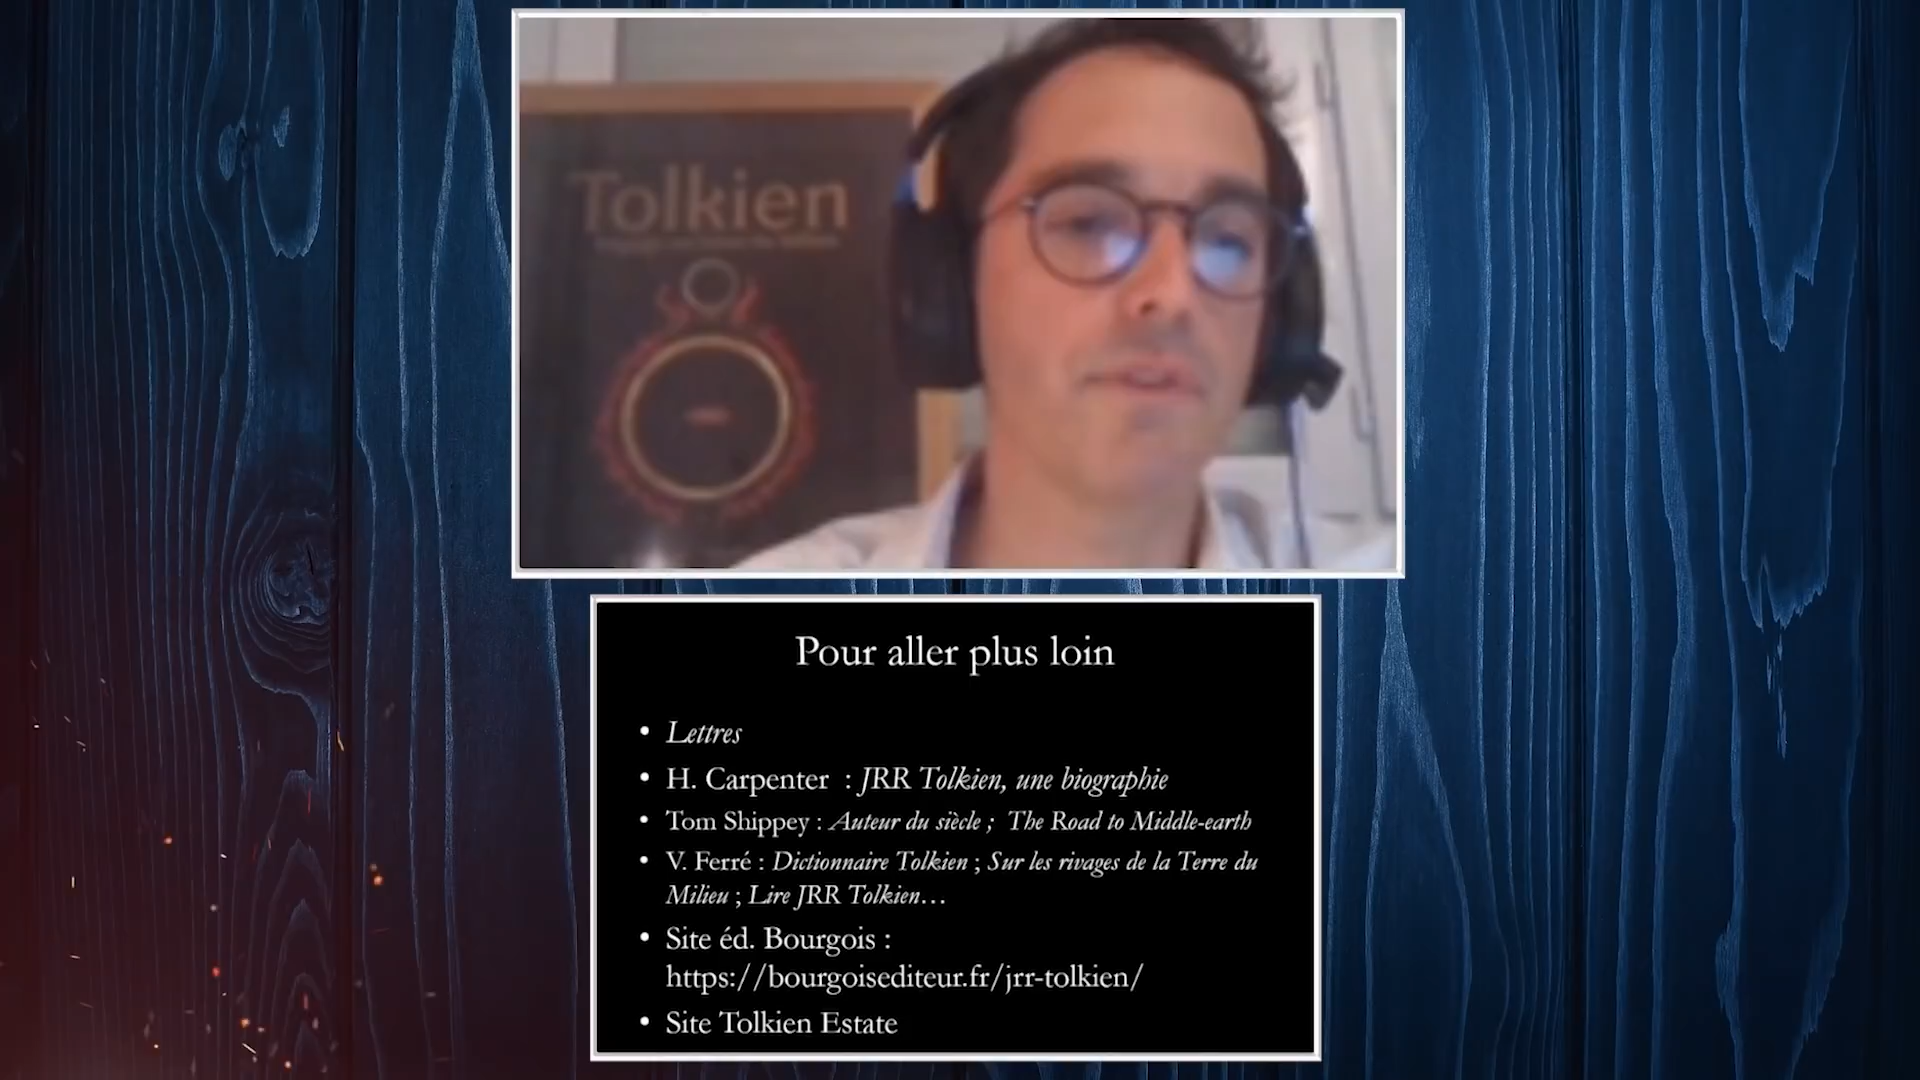 Tolkien
Pour aller plus loin
• Lettres
• H. Carpenter : JRR Tolkien, une biographie
• Tom Shippey : Auteur du siècle ; The Road to Middle-earth
• V. Ferré : Dictionnaire Tolkien ; Sur les rivages de la Terre du
Milieu ; Lire JRR Tolkien…
• Site éd. Bourgois :
https://bourgoisediteur.fr/jrr-tolkien/
• Site Tolkien Estate